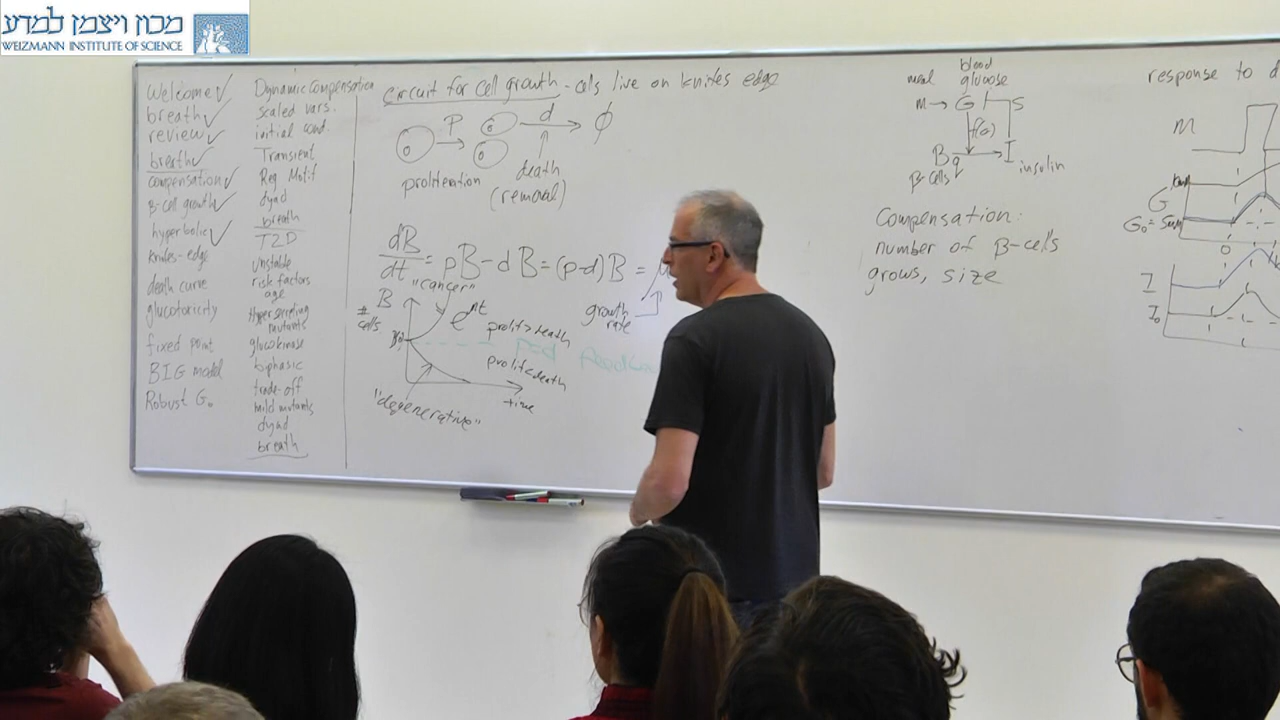 מכון ויצמן למדע
WEIZMANN INSTITUTE OF SCIENCE
Welcome ✓
breath ✓
review ✓
breath ✓
compensation ✓
β-cell growth ✓
hyperbolic ✓
knifes-edge
death curve
glucotoxicity
fixed point
BIG model
Robust G₀
Dynamic compensation
scaled vars.
initial cond.
Transient
Reg Motif
dyad
breath
T2D
Unstable
risk factors
age
Hypersecreting
mutants
glucokinase
biphasic
trade-off
mild mutants
dyad
breath
circuit for cell growth - cells live on knifes edge
P
d
ϕ
proliferation
death
(removal)
dB/dt = pB - dB = (p-d)B = μ
growth
rate
"cancer"
B
# cells
e^μt
prolif > death
prolif < death
"degenerative"
time
meal
blood
glucose
M → G
S
f(G)
B
q
I
insulin
β-cells
Compensation:
number of β-cells
grows, size
response to
M
G
G₀=5mM
0
I
I₀